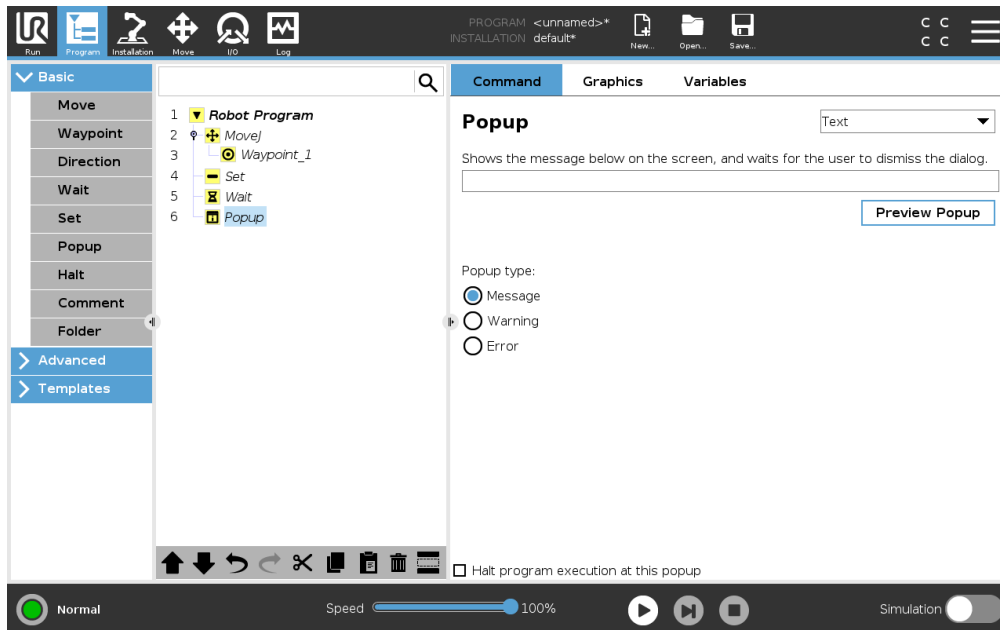 UR
Run
Program
Installation
Move
I/O
Log
PROGRAM <unnamed>*
INSTALLATION default*
New...
Open...
Save...
C C
C C
Basic
Move
Waypoint
Direction
Wait
Set
Popup
Halt
Comment
Folder
Advanced
Templates
1 Robot Program
2 MoveJ
3 Waypoint_1
4 Set
5 Wait
6 Popup
Command Graphics Variables
Popup
Text
Shows the message below on the screen, and waits for the user to dismiss the dialog.
Preview Popup
Popup type:
Message
Warning
Error
Halt program execution at this popup
Normal
Speed 100%
Simulation